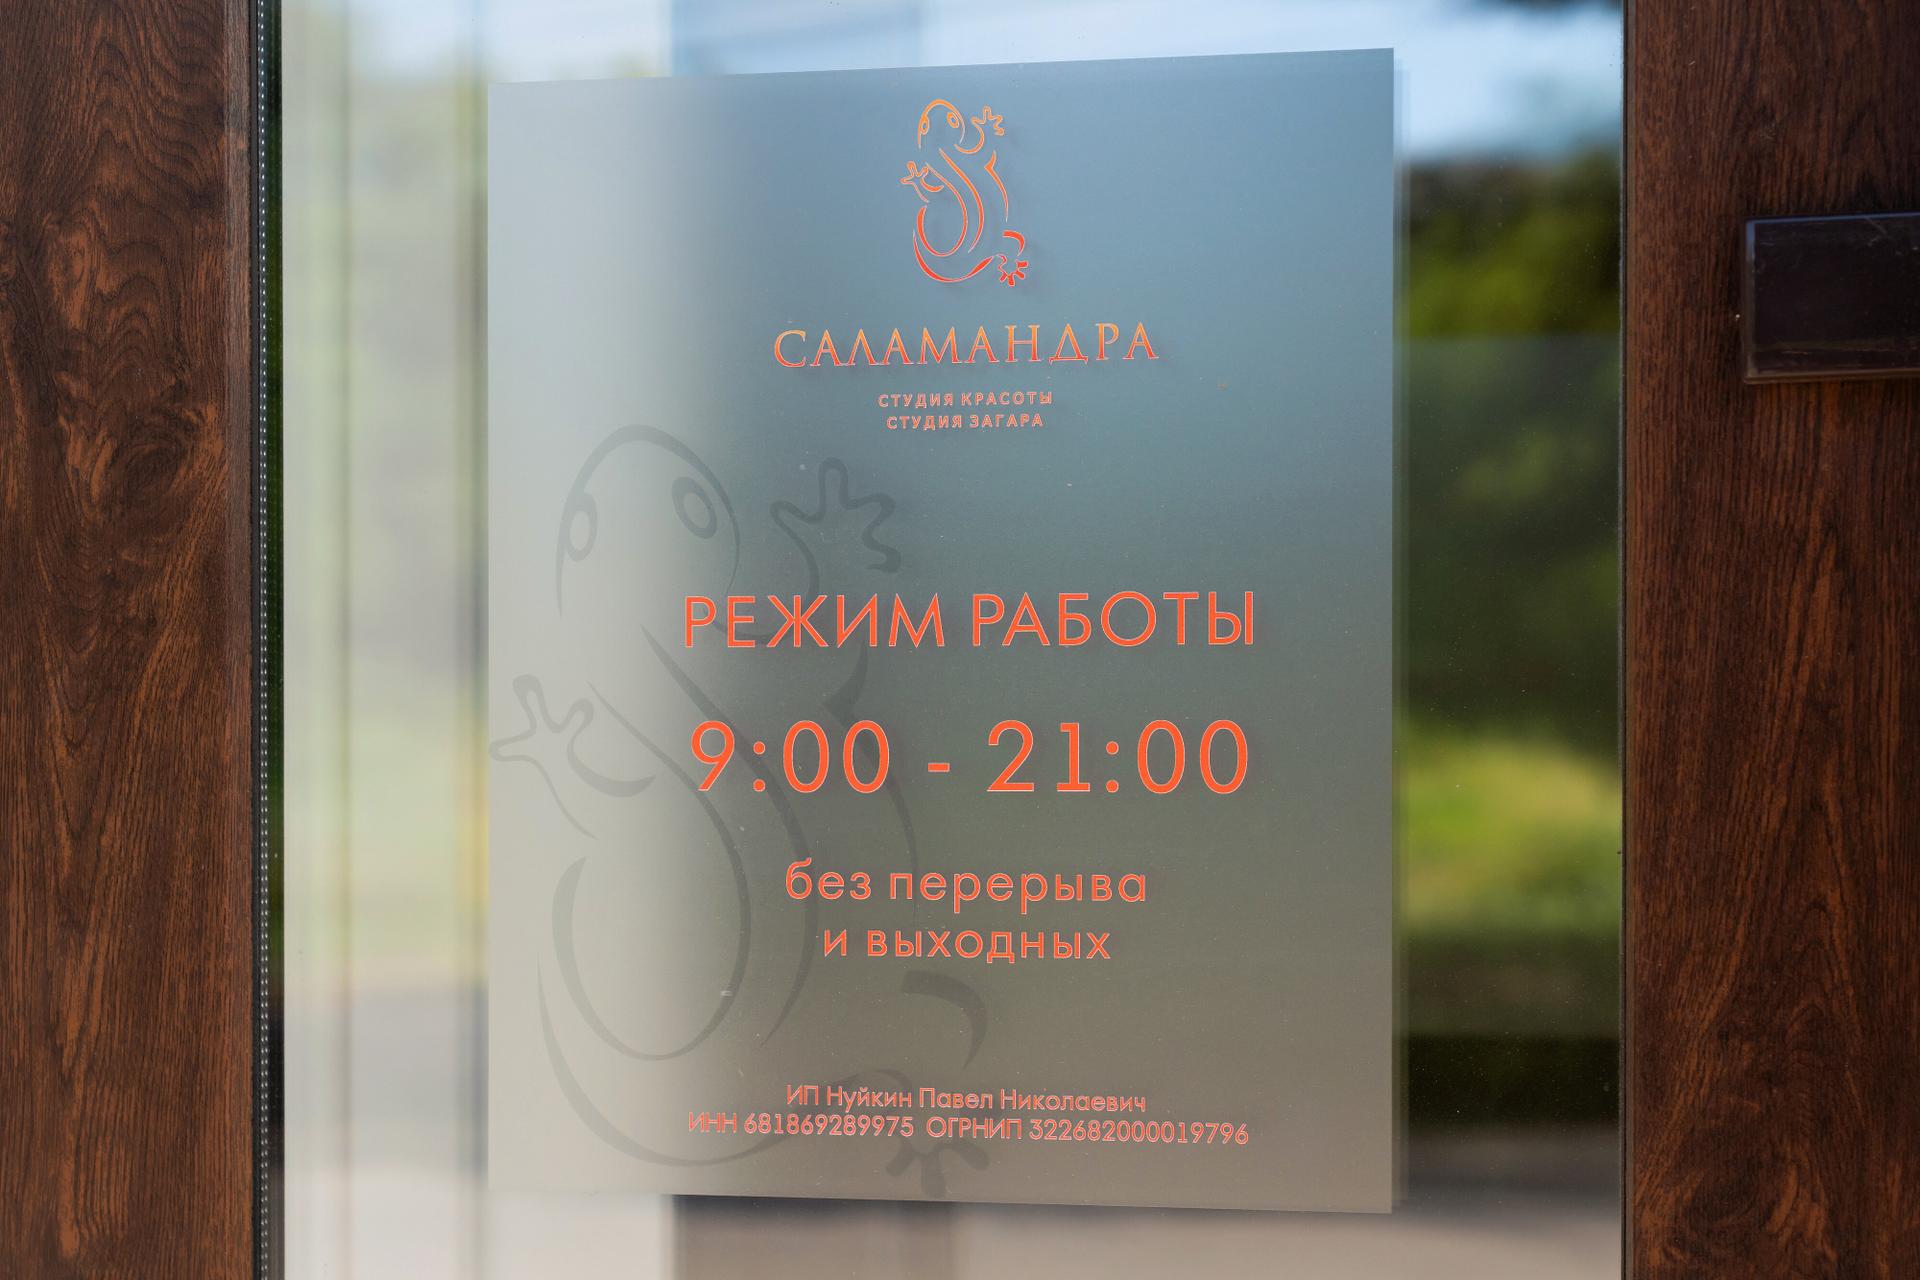 САЛАМАНДРА
СТУДИЯ КРАСОТЫ
СТУДИЯ ЗАГАРА
РЕЖИМ РАБОТЫ
9:00 - 21:00
без перерыва
и выходных
ИП Нуйкин Павел Николаевич
ИНН 681869289975 ОГРНИП 322682000019796